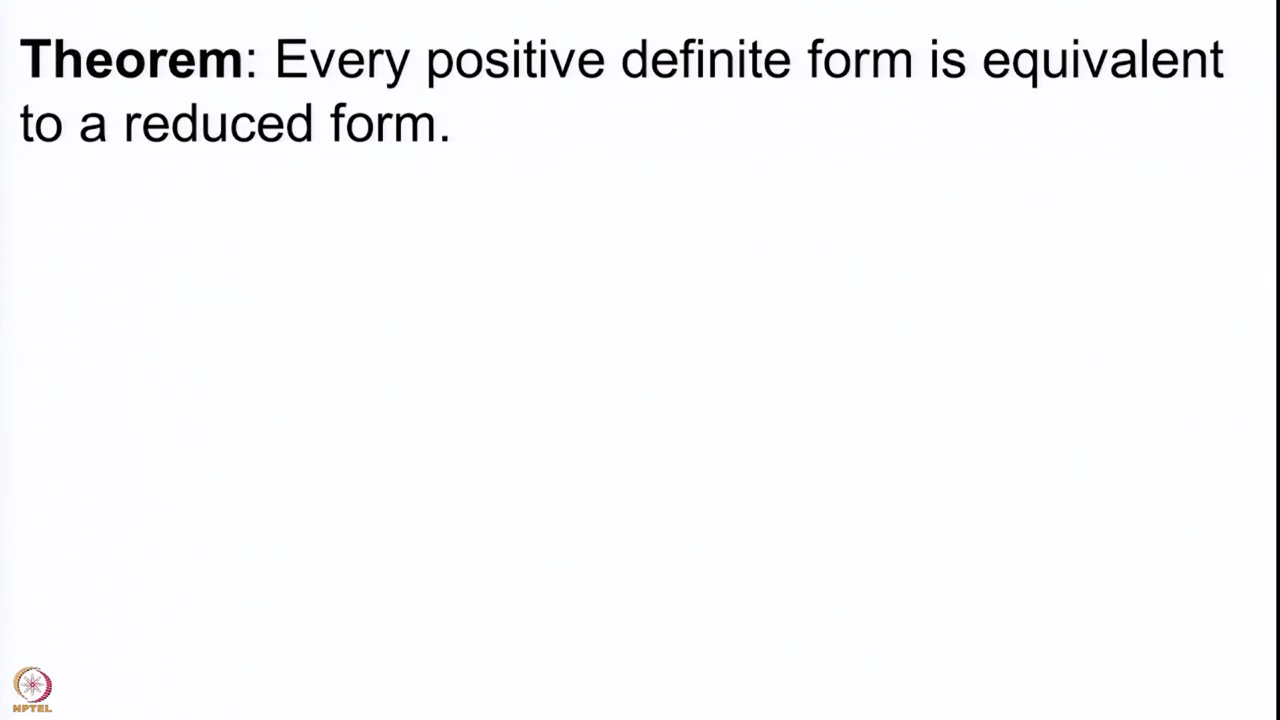 Theorem: Every positive definite form is equivalent
to a reduced form.
NPTEL